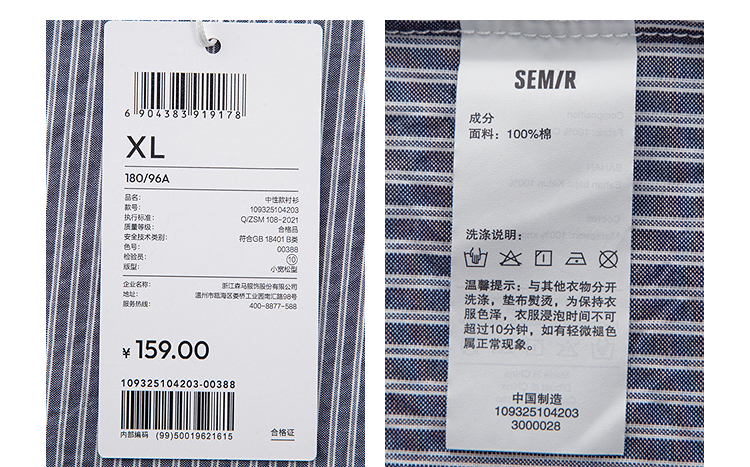 6 904383 919178
XL
180/96A
品名: 中性款衬衫
款号: 109325104203
执行标准: Q/ZSM 108-2021
质量等级: 合格品
安全技术类别: 符合GB 18401 B类
色号: 00388
检验员: 10
版型: 小宽松型
企业名称: 浙江森马服饰股份有限公司
地址: 温州市瓯海区娄桥工业园南汇路98号
服务热线: 400-8877-588
¥ 159.00
109325104203-00388
内部编码 (99)50019621615
合格证
SEMIR
成分
面料: 100%棉
洗涤说明:
温馨提示: 与其他衣物分开
洗涤, 垫布熨烫, 为保持衣
服色泽, 衣服浸泡时间不可
超过10分钟, 如有轻微褪色
属正常现象。
中国制造
109325104203
3000028